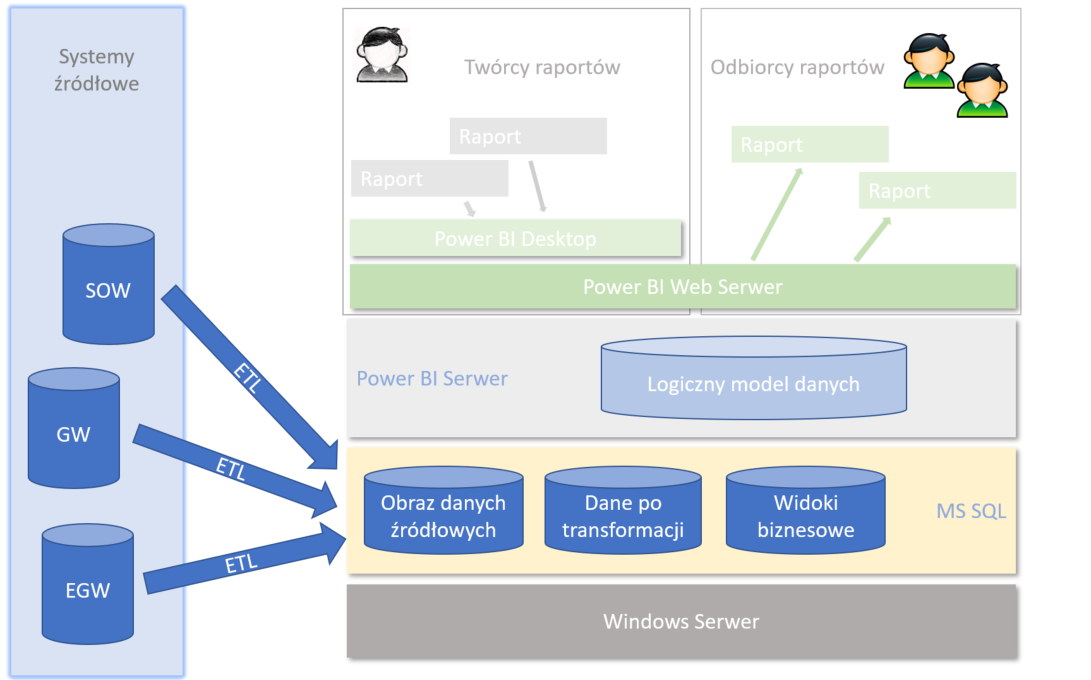 Systemy
źródłowe
SOW
GW
EGW
ETL
ETL
ETL
Twórcy raportów
Raport
Raport
Power BI Desktop
Odbiorcy raportów
Raport
Raport
Power BI Web Serwer
Power BI Serwer
Logiczny model danych
Obraz danych
źródłowych
Dane po
transformacji
Widoki
biznesowe
MS SQL
Windows Serwer